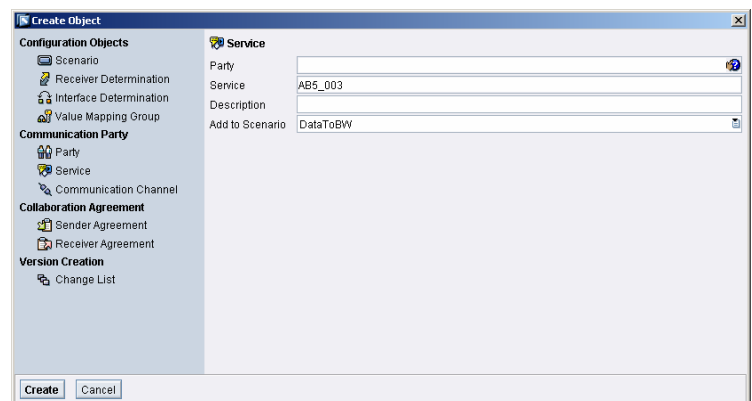 Create Object
Configuration Objects
Scenario
Receiver Determination
Interface Determination
Value Mapping Group
Communication Party
Party
Service
Communication Channel
Collaboration Agreement
Sender Agreement
Receiver Agreement
Version Creation
Change List
Service
Party
Service AB5_003
Description
Add to Scenario DataToBW
Create Cancel